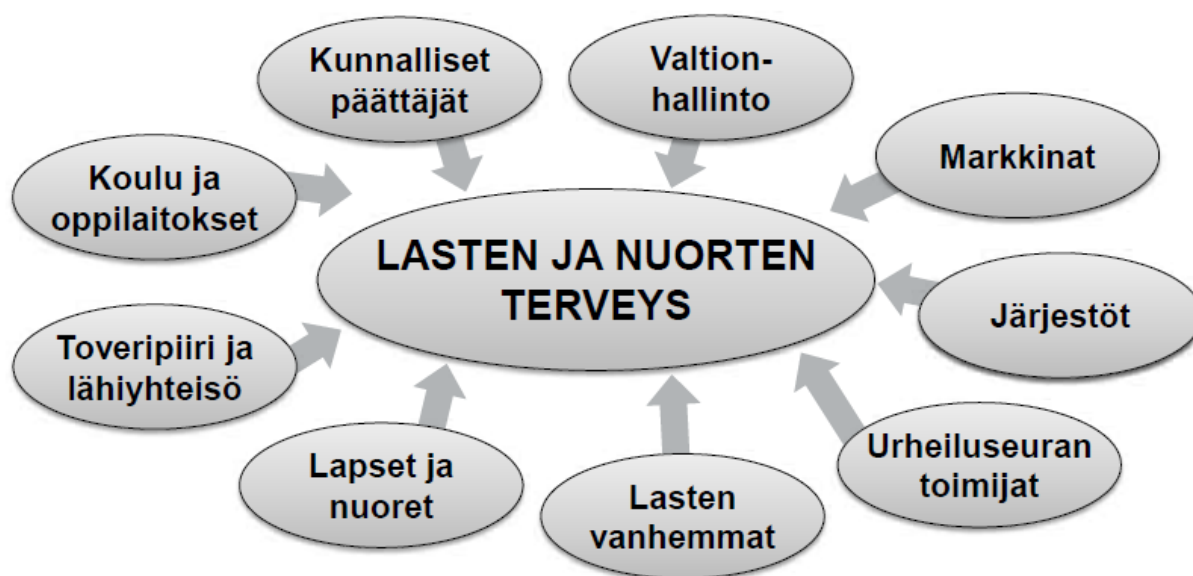 Kunnalliset
päättäjät
Valtion-
hallinto
Markkinat
Koulu ja
oppilaitokset
LASTEN JA NUORTEN
TERVEYS
Järjestöt
Toveripiiri ja
lähiyhteisö
Lapset ja
nuoret
Lasten
vanhemmat
Urheiluseuran
toimijat